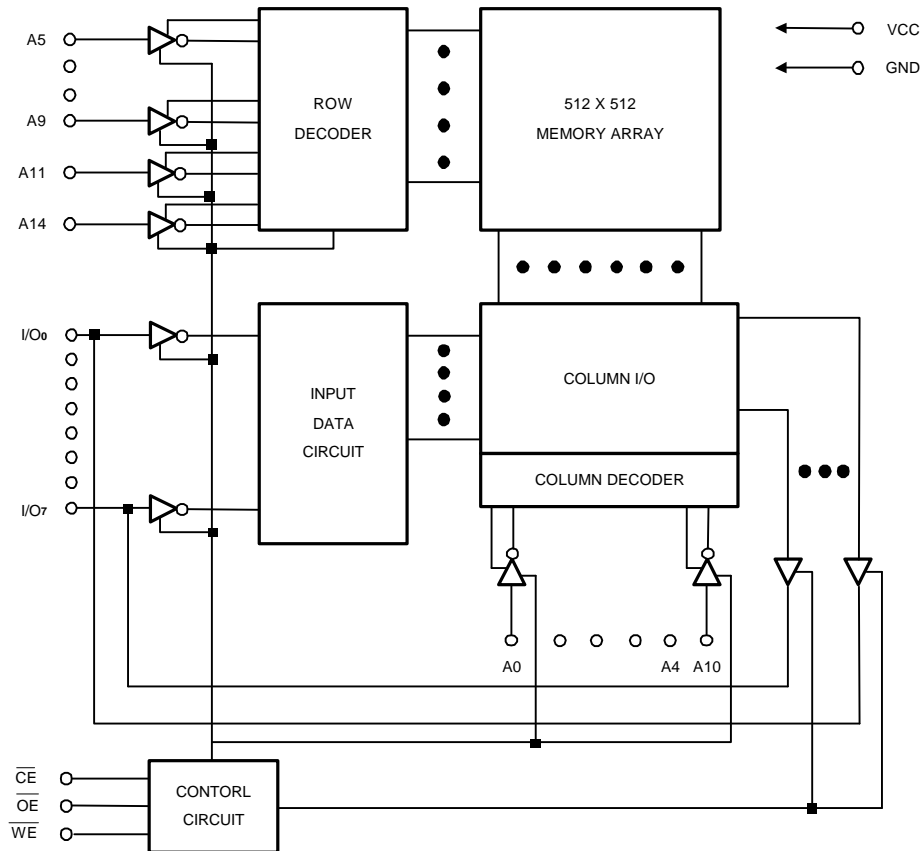 A5
A9
A11
A14
ROW
DECODER
512 X 512
MEMORY ARRAY
VCC
GND
I/O0
I/O7
INPUT
DATA
CIRCUIT
COLUMN I/O
COLUMN DECODER
A0
A4
A10
CE
OE
WE
CONTORL
CIRCUIT